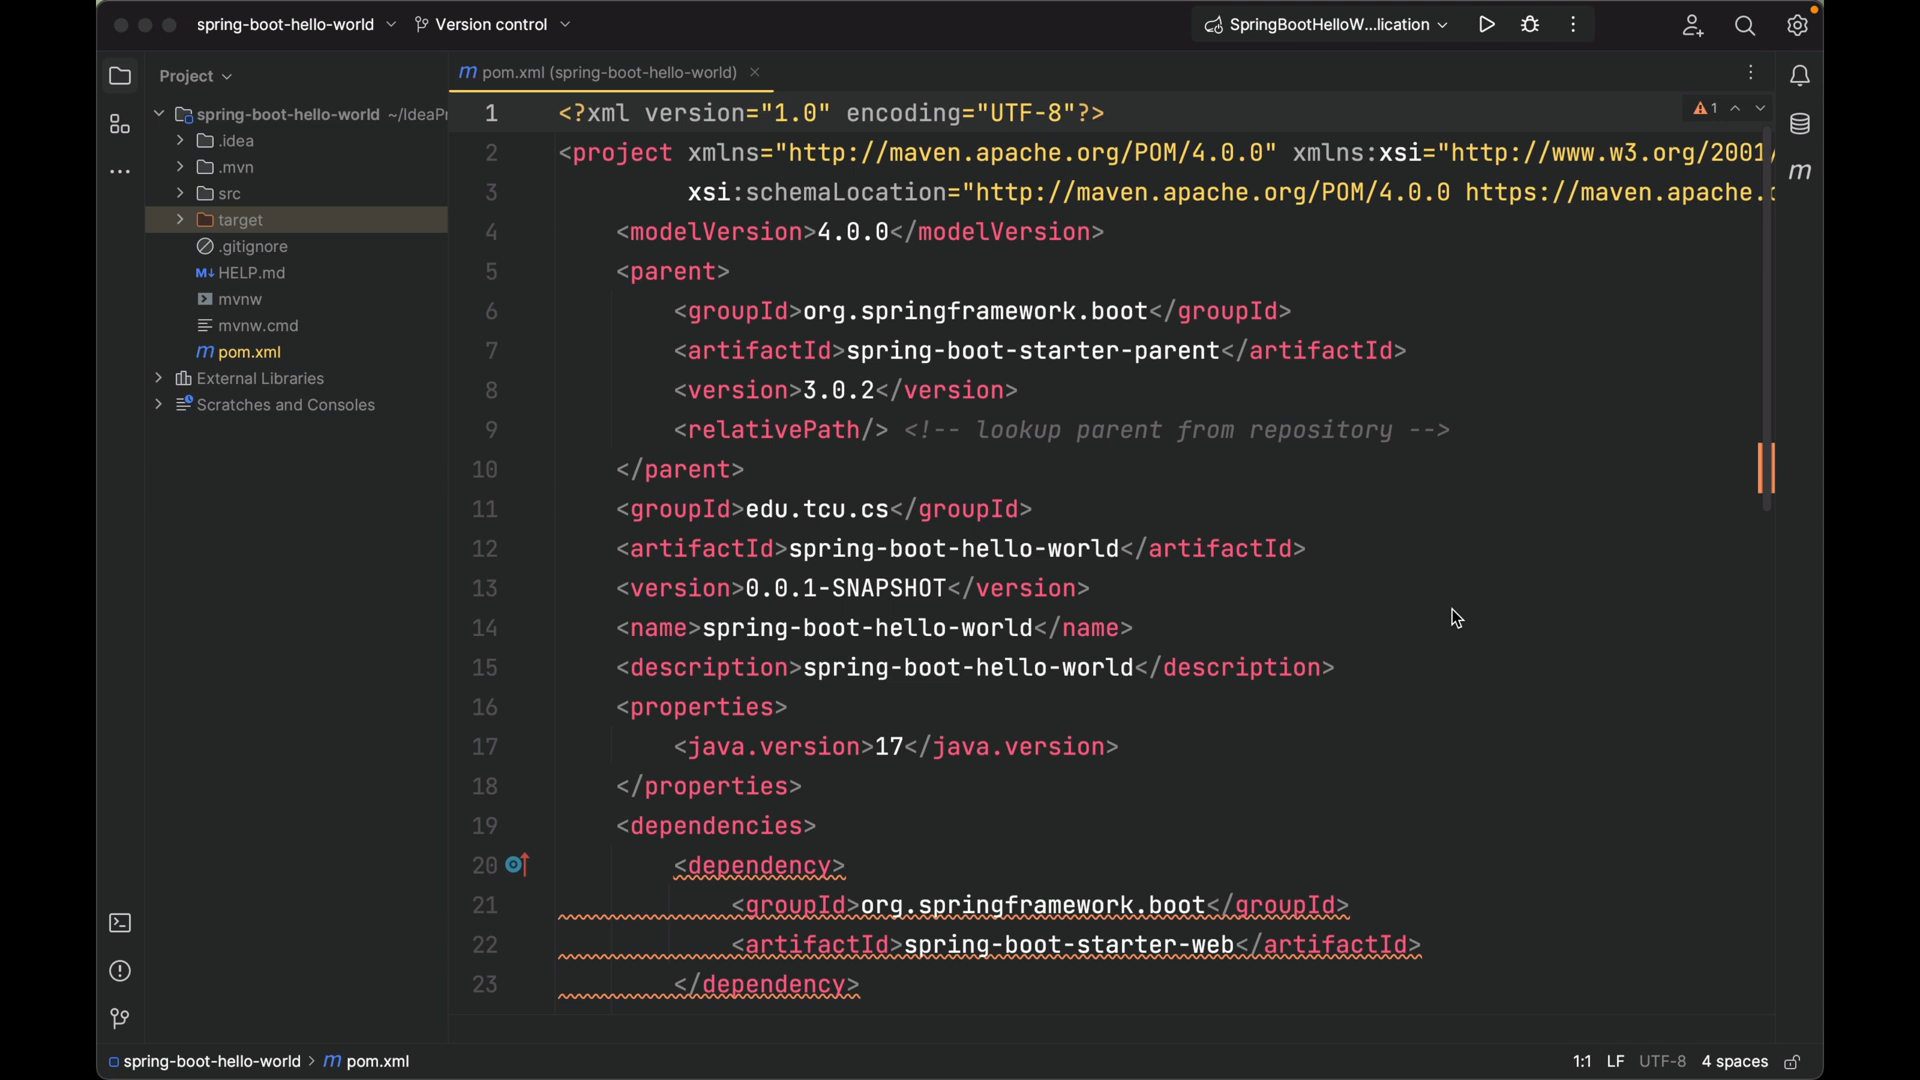 spring-boot-hello-world
Version control
SpringBootHelloW...lication
Project
m pom.xml (spring-boot-hello-world)
spring-boot-hello-world ~/IdeaPr
.idea
.mvn
src
target
.gitignore
M↓ HELP.md
mvnw
mvnw.cmd
m pom.xml
External Libraries
Scratches and Consoles
1 <?xml version="1.0" encoding="UTF-8"?>
2 <project xmlns="http://maven.apache.org/POM/4.0.0" xmlns:xsi="http://www.w3.org/2001/
3 xsi:schemaLocation="http://maven.apache.org/POM/4.0.0 https://maven.apache.
4 <modelVersion>4.0.0</modelVersion>
5 <parent>
6 <groupId>org.springframework.boot</groupId>
7 <artifactId>spring-boot-starter-parent</artifactId>
8 <version>3.0.2</version>
9 <relativePath/> <!-- lookup parent from repository -->
10 </parent>
11 <groupId>edu.tcu.cs</groupId>
12 <artifactId>spring-boot-hello-world</artifactId>
13 <version>0.0.1-SNAPSHOT</version>
14 <name>spring-boot-hello-world</name>
15 <description>spring-boot-hello-world</description>
16 <properties>
17 <java.version>17</java.version>
18 </properties>
19 <dependencies>
20 <dependency>
21 <groupId>org.springframework.boot</groupId>
22 <artifactId>spring-boot-starter-web</artifactId>
23 </dependency>
1
m
spring-boot-hello-world > m pom.xml
1:1 LF UTF-8 4 spaces